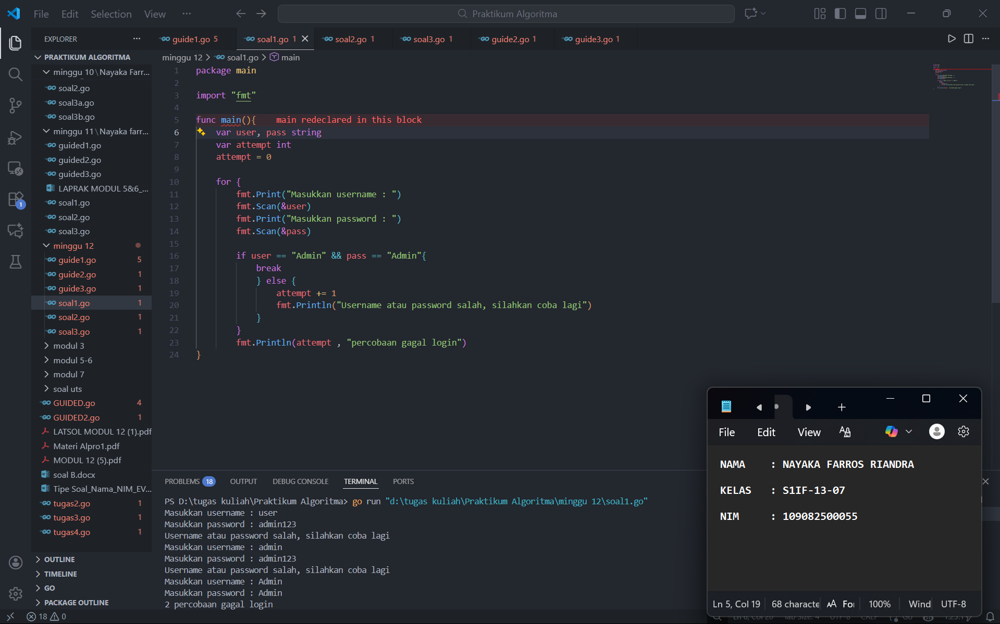 File Edit Selection View ···
Praktikum Algoritma
EXPLORER ···
PRAKTIKUM ALGORITMA
minggu 10\Nayaka Farr...
soal2.go
soal3a.go
soal3b.go
minggu 11\Nayaka farr...
guided1.go
guided2.go
guided3.go
LAPRAK MODUL 5&6_...
soal1.go
soal2.go
soal3.go
minggu 12
guide1.go 5
guide2.go 1
guide3.go 1
soal1.go 1
soal2.go 1
soal3.go 1
modul 3
modul 5-6
modul 7
soal uts
GUIDED.go 4
GUIDED2.go 1
LATSOL MODUL 12 (1).pdf
Materi Alpro1.pdf
MODUL 12 (5).pdf
soal B.docx
Tipe Soal_Nama_NIM_EV...
tugas2.go 1
tugas3.go 1
tugas4.go 1
OUTLINE
TIMELINE
GO
PACKAGE OUTLINE
1
guide1.go 5 soal1.go 1 soal2.go 1 soal3.go 1 guide2.go 1 guide3.go 1
minggu 12 > soal1.go > main
1 package main
2
3 import "fmt"
4
5 func main(){ main redeclared in this block
6 var user, pass string
7 var attempt int
8 attempt = 0
9
10 for {
11 fmt.Print("Masukkan username : ")
12 fmt.Scan(&user)
13 fmt.Print("Masukkan password : ")
14 fmt.Scan(&pass)
15
16 if user == "Admin" && pass == "Admin"{
17 break
18 } else {
19 attempt += 1
20 fmt.Println("Username atau password salah, silahkan coba lagi")
21 }
22 }
23 fmt.Println(attempt , "percobaan gagal login")
24 }
PROBLEMS 18 OUTPUT DEBUG CONSOLE TERMINAL PORTS
PS D:\tugas kuliah\Praktikum Algoritma> go run "d:\tugas kuliah\Praktikum Algoritma\minggu 12\soal1.go"
Masukkan username : user
Masukkan password : admin123
Username atau password salah, silahkan coba lagi
Masukkan username : admin
Masukkan password : admin123
Username atau password salah, silahkan coba lagi
Masukkan username : Admin
Masukkan password : Admin
2 percobaan gagal login
File Edit View
NAMA : NAYAKA FARROS RIANDRA
KELAS : S1IF-13-07
NIM : 109082500055
Ln 5, Col 19 68 characte For 100% Wind UTF-8
18 0